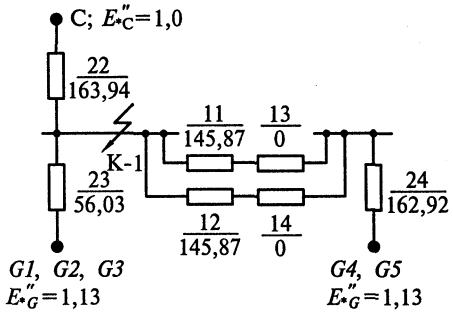 C; E″*C = 1,0
22
163,94
11
145,87
13
0
K-1
23
56,03
24
162,92
12
145,87
14
0
G1, G2, G3
E″*G = 1,13
G4, G5
E″*G = 1,13